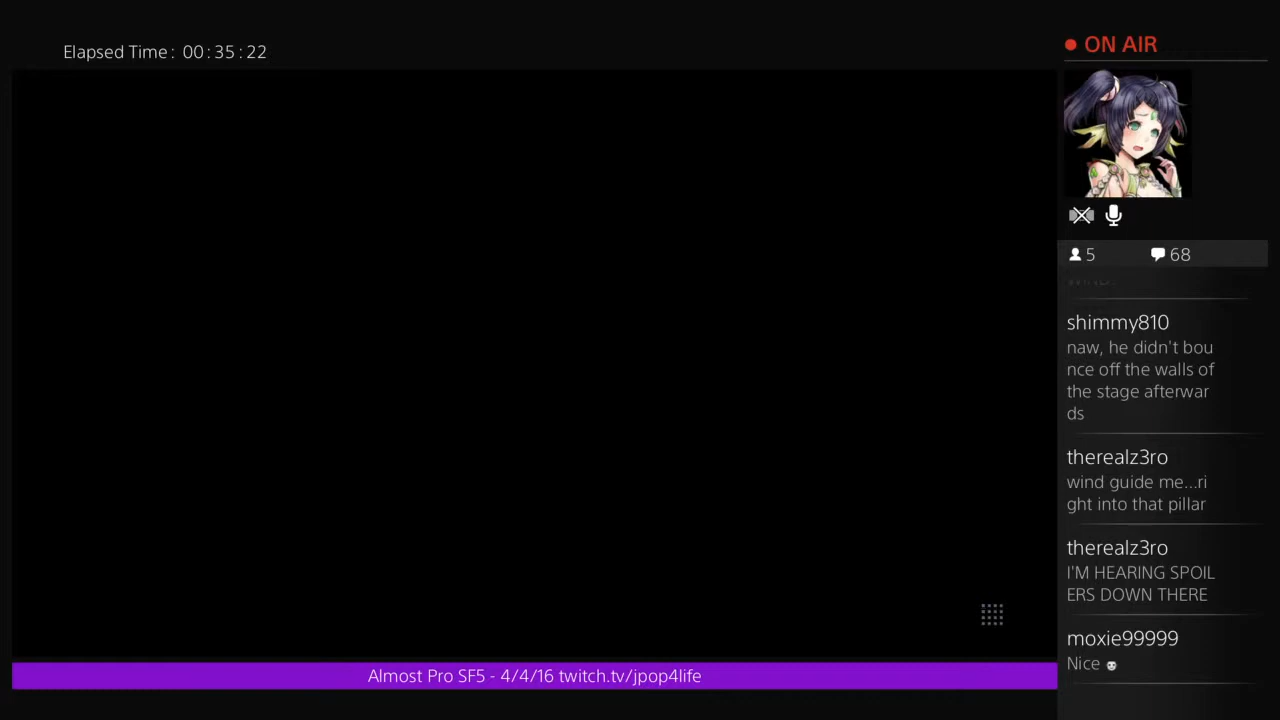 Elapsed Time: 00:35:22
ON AIR
5 68
shimmy810
naw, he didn't bou
nce off the walls of
the stage afterwar
ds
therealz3ro
wind guide me...ri
ght into that pillar
therealz3ro
I'M HEARING SPOIL
ERS DOWN THERE
moxie99999
Nice
Almost Pro SF5 - 4/4/16 twitch.tv/jpop4life